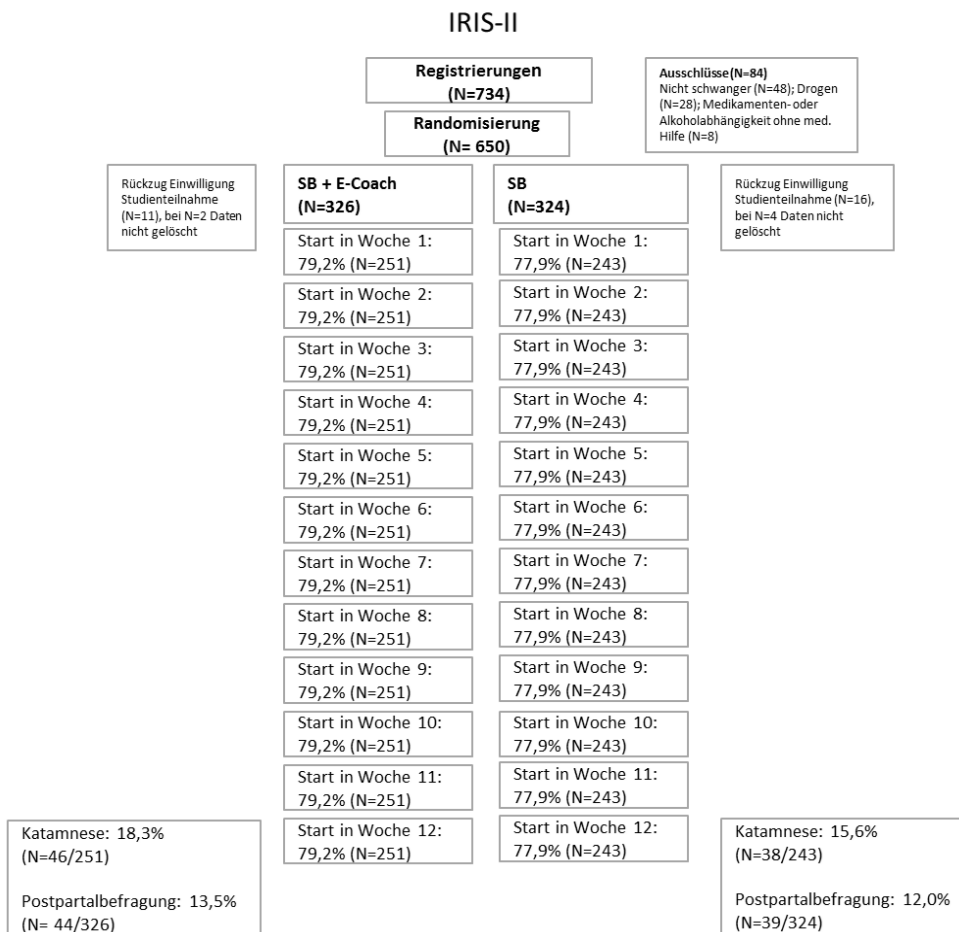 IRIS-II
Registrierungen
(N=734)
Ausschlüsse(N=84)
Nicht schwanger (N=48); Drogen
(N=28); Medikamenten- oder
Alkoholabhängigkeit ohne med.
Hilfe (N=8)
Randomisierung
(N= 650)
Rückzug Einwilligung
Studienteilnahme
(N=11), bei N=2 Daten
nicht gelöscht
SB + E-Coach
(N=326)
SB
(N=324)
Rückzug Einwilligung
Studienteilnahme (N=16),
bei N=4 Daten nicht
gelöscht
Start in Woche 1:
79,2% (N=251)
Start in Woche 1:
77,9% (N=243)
Start in Woche 2:
79,2% (N=251)
Start in Woche 2:
77,9% (N=243)
Start in Woche 3:
79,2% (N=251)
Start in Woche 3:
77,9% (N=243)
Start in Woche 4:
79,2% (N=251)
Start in Woche 4:
77,9% (N=243)
Start in Woche 5:
79,2% (N=251)
Start in Woche 5:
77,9% (N=243)
Start in Woche 6:
79,2% (N=251)
Start in Woche 6:
77,9% (N=243)
Start in Woche 7:
79,2% (N=251)
Start in Woche 7:
77,9% (N=243)
Start in Woche 8:
79,2% (N=251)
Start in Woche 8:
77,9% (N=243)
Start in Woche 9:
79,2% (N=251)
Start in Woche 9:
77,9% (N=243)
Start in Woche 10:
79,2% (N=251)
Start in Woche 10:
77,9% (N=243)
Start in Woche 11:
79,2% (N=251)
Start in Woche 11:
77,9% (N=243)
Start in Woche 12:
79,2% (N=251)
Start in Woche 12:
77,9% (N=243)
Katamnese: 18,3%
(N=46/251)
Postpartalbefragung: 13,5%
(N= 44/326)
Katamnese: 15,6%
(N=38/243)
Postpartalbefragung: 12,0%
(N=39/324)